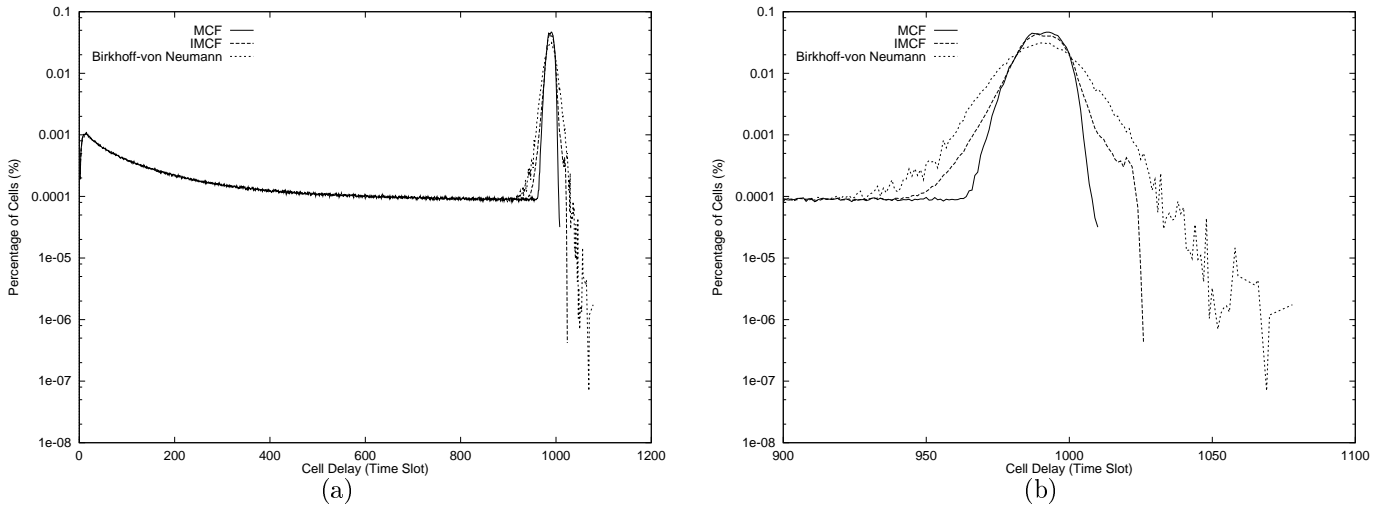 0.1
0.01
0.001
0.0001
1e-05
1e-06
1e-07
1e-08
Percentage of Cells (%)
MCF
IMCF
Birkhoff-von Neumann
0 200 400 600 800 1000 1200
Cell Delay (Time Slot)
(a)
0.1
0.01
0.001
0.0001
1e-05
1e-06
1e-07
1e-08
Percentage of Cells (%)
MCF
IMCF
Birkhoff-von Neumann
900 950 1000 1050 1100
Cell Delay (Time Slot)
(b)